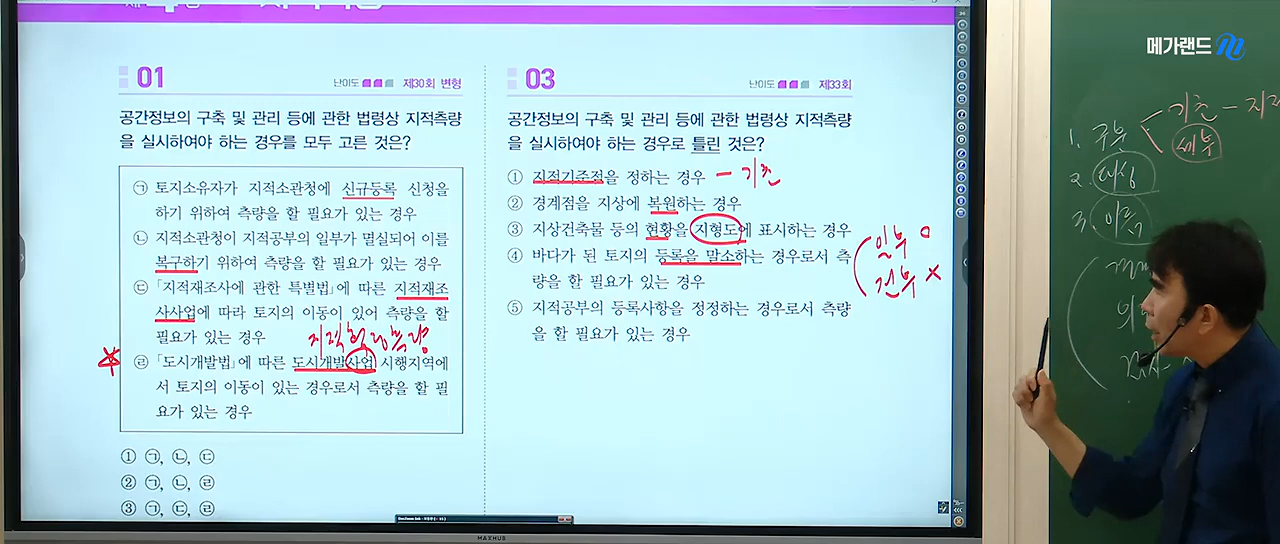 메가랜드
01
난이도
제30회 변형
공간정보의 구축 및 관리 등에 관한 법령상 지적측량
을 실시하여야 하는 경우를 모두 고른 것은?
㉠ 토지소유자가 지적소관청에 신규등록 신청을
하기 위하여 측량을 할 필요가 있는 경우
㉡ 지적소관청이 지적공부의 일부가 멸실되어 이를
복구하기 위하여 측량을 할 필요가 있는 경우
㉢ 「지적재조사에 관한 특별법」에 따른 지적재조
사사업에 따라 토지의 이동이 있어 측량을 할
필요가 있는 경우
지적확정측량
㉣ 「도시개발법」에 따른 도시개발사업 시행지역에
서 토지의 이동이 있는 경우로서 측량을 할 필
요가 있는 경우
① ㉠, ㉡, ㉢
② ㉠, ㉡, ㉣
③ ㉠, ㉢, ㉣
03
난이도
제33회
공간정보의 구축 및 관리 등에 관한 법령상 지적측량
을 실시하여야 하는 경우로 틀린 것은?
① 지적기준점을 정하는 경우 - 기초
② 경계점을 지상에 복원하는 경우
③ 지상건축물 등의 현황을 지형도에 표시하는 경우
④ 바다가 된 토지의 등록을 말소하는 경우로서 측
량을 할 필요가 있는 경우
일부 O
전부 X
⑤ 지적공부의 등록사항을 정정하는 경우로서 측량
을 할 필요가 있는 경우
MAXHUB
기초 - 지적
1. 구분
세부
2. 대상
3. 이름